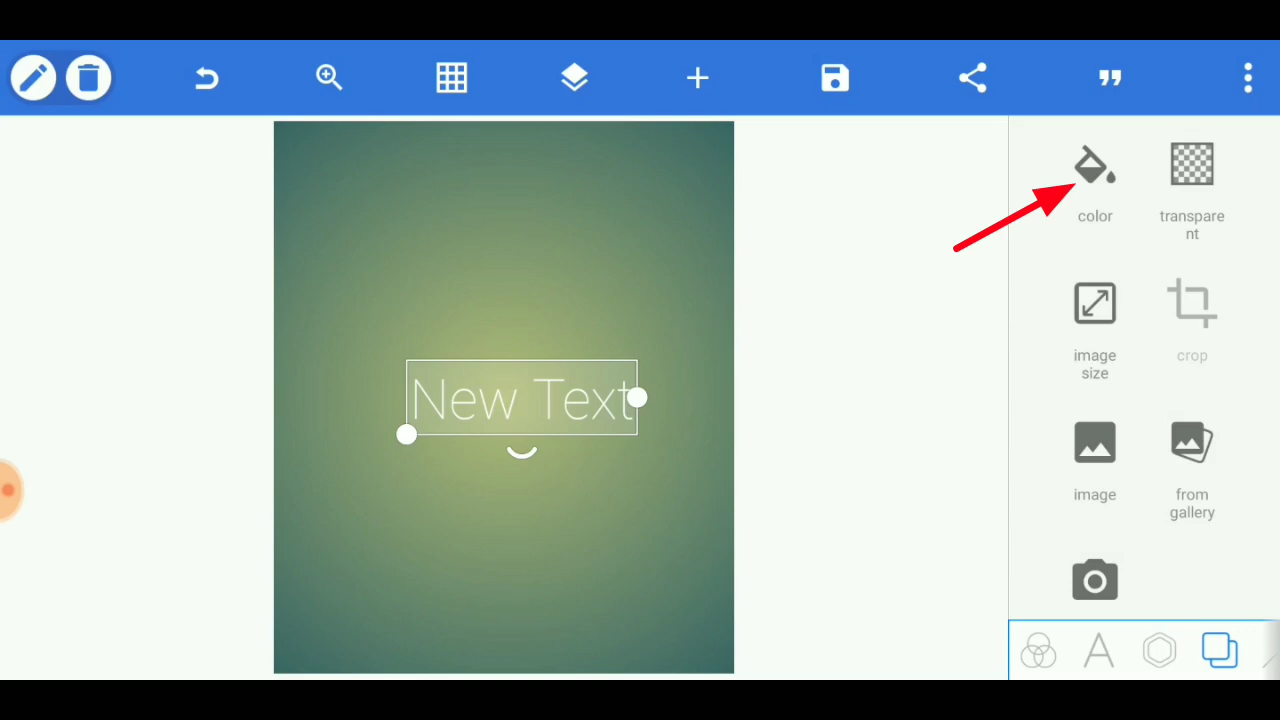 color
transpare
nt
New Text
image
size
crop
image
from
gallery